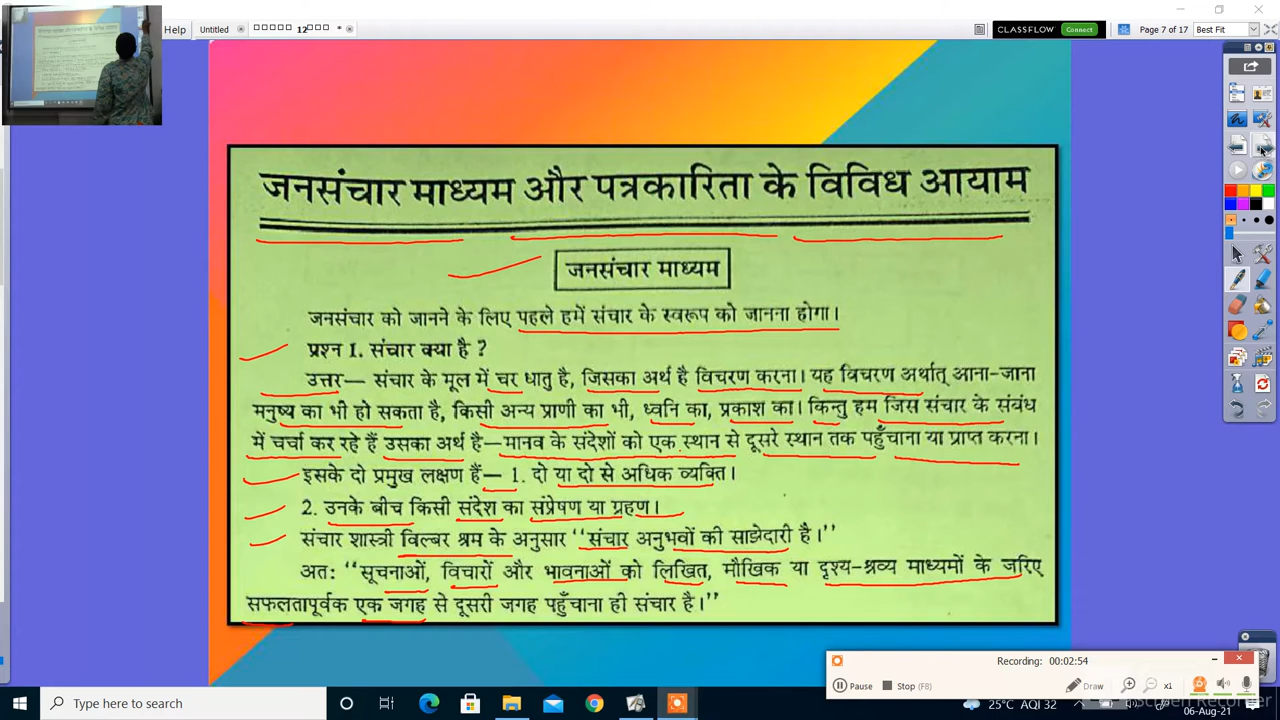 Help
Untitled
12
CLASSFLOW
Connect
Page 7 of 17
Best Fit
जनसंचार माध्यम और पत्रकारिता के विविध आयाम
जनसंचार माध्यम
जनसंचार को जानने के लिए पहले हमें संचार के स्वरूप को जानना होगा।
प्रश्न 1. संचार क्या है ?
उत्तर— संचार के मूल में चर धातु है, जिसका अर्थ है विचरण करना। यह विचरण अर्थात् आना-जाना
मनुष्य का भी हो सकता है, किसी अन्य प्राणी का भी, ध्वनि का, प्रकाश का। किन्तु हम जिस संचार के संबंध
में चर्चा कर रहे हैं उसका अर्थ है—मानव के संदेशों को एक स्थान से दूसरे स्थान तक पहुँचाना या प्राप्त करना।
इसके दो प्रमुख लक्षण हैं— 1. दो या दो से अधिक व्यक्ति।
2. उनके बीच किसी संदेश का संप्रेषण या ग्रहण।
संचार शास्त्री विल्बर श्रम के अनुसार “संचार अनुभवों की साझेदारी है।”
अतः “सूचनाओं, विचारों और भावनाओं को लिखित, मौखिक या दृश्य-श्रव्य माध्यमों के जरिए
सफलतापूर्वक एक जगह से दूसरी जगह पहुँचाना ही संचार है।”
Recording: 00:02:54
Pause
Stop (F8)
Draw
x1
Type here to search
25°C AQI 32
06-Aug-21
Screen Recorder